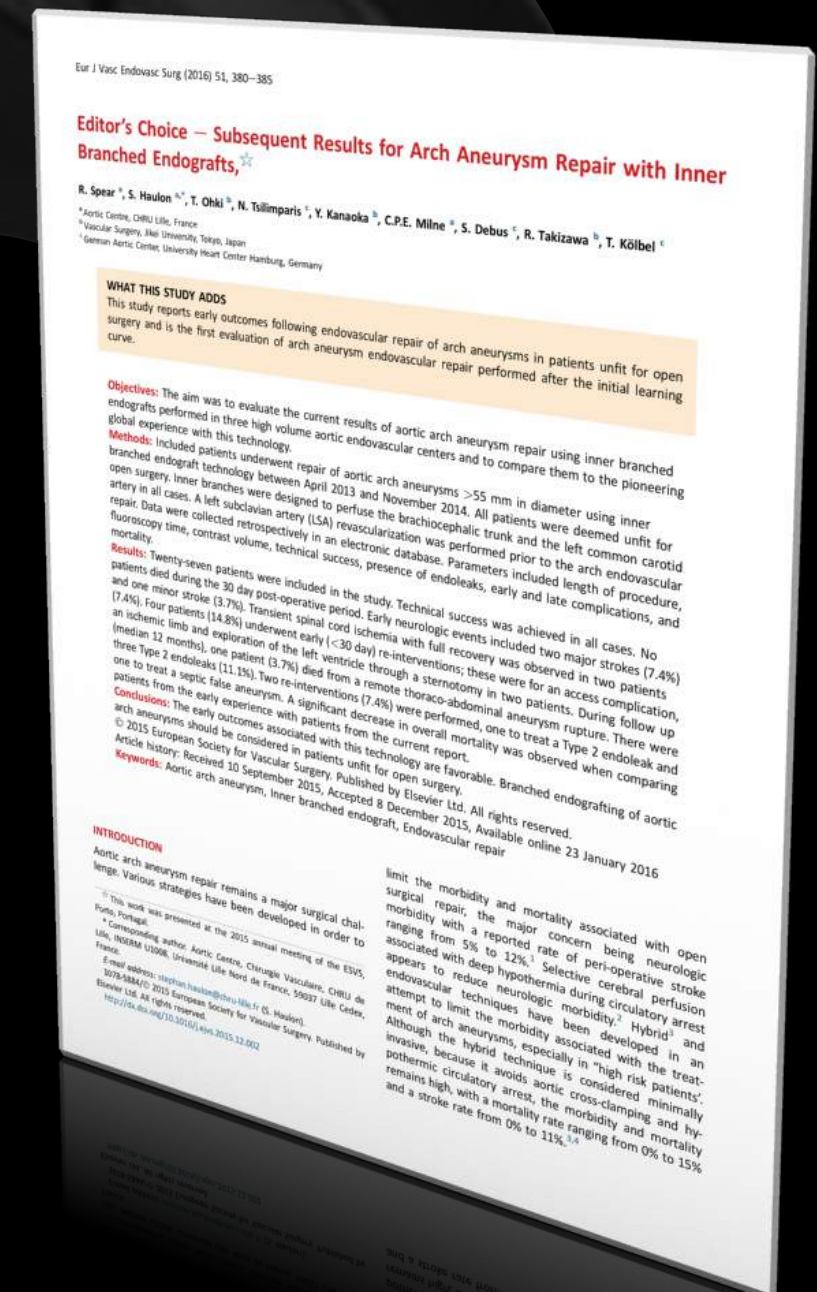 Eur J Vasc Endovasc Surg (2016) 51, 380–385
Editor's Choice – Subsequent Results for Arch Aneurysm Repair with Inner
Branched Endografts,☆
R. Spear a, S. Haulon a,*, T. Ohki b, N. Tsilimparis c, Y. Kanaoka b, C.P.E. Milne a, S. Debus c, R. Takizawa b, T. Kölbel c
a Aortic Centre, CHRU Lille, France
b Vascular Surgery, Jikei University, Tokyo, Japan
c German Aortic Center, University Heart Center Hamburg, Germany
WHAT THIS STUDY ADDS
This study reports early outcomes following endovascular repair of arch aneurysms in patients unfit for open
surgery and is the first evaluation of arch aneurysm endovascular repair performed after the initial learning
curve.
Objectives: The aim was to evaluate the current results of aortic arch aneurysm repair using inner branched
endografts performed in three high volume aortic endovascular centers and to compare them to the pioneering
global experience with this technology.
Methods: Included patients underwent repair of aortic arch aneurysms >55 mm in diameter using inner
branched endograft technology between April 2013 and November 2014. All patients were deemed unfit for
open surgery. Inner branches were designed to perfuse the brachiocephalic trunk and the left common carotid
artery in all cases. A left subclavian artery (LSA) revascularization was performed prior to the arch endovascular
repair. Data were collected retrospectively in an electronic database. Parameters included length of procedure,
fluoroscopy time, contrast volume, technical success, presence of endoleaks, early and late complications, and
mortality.
Results: Twenty-seven patients were included in the study. Technical success was achieved in all cases. No
patients died during the 30 day post-operative period. Early neurologic events included two major strokes (7.4%)
and one minor stroke (3.7%). Transient spinal cord ischemia with full recovery was observed in two patients
(7.4%). Four patients (14.8%) underwent early (<30 day) re-interventions; these were for an access complication,
an ischemic limb and exploration of the left ventricle through a sternotomy in two patients. During follow up
(median 12 months), one patient (3.7%) died from a remote thoraco-abdominal aneurysm rupture. There were
three Type 2 endoleaks (11.1%). Two re-interventions (7.4%) were performed, one to treat a Type 2 endoleak and
one to treat a septic false aneurysm. A significant decrease in overall mortality was observed when comparing
patients from the early experience with patients from the current report.
Conclusions: The early outcomes associated with this technology are favorable. Branched endografting of aortic
arch aneurysms should be considered in patients unfit for open surgery.
© 2015 European Society for Vascular Surgery. Published by Elsevier Ltd. All rights reserved.
Article history: Received 10 September 2015, Accepted 8 December 2015, Available online 23 January 2016
Keywords: Aortic arch aneurysm, Inner branched endograft, Endovascular repair
INTRODUCTION
Aortic arch aneurysm repair remains a major surgical chal-
lenge. Various strategies have been developed in order to
☆ This work was presented at the 2015 annual meeting of the ESVS,
Porto, Portugal.
* Corresponding author. Aortic Centre, Chirurgie Vasculaire, CHRU de
Lille, INSERM U1008, Université Lille Nord de France, 59037 Lille Cedex,
France.
E-mail address: stephan.haulon@chru-lille.fr (S. Haulon).
1078-5884/© 2015 European Society for Vascular Surgery. Published by
Elsevier Ltd. All rights reserved.
http://dx.doi.org/10.1016/j.ejvs.2015.12.002
limit the morbidity and mortality associated with open
surgical repair, the major concern being neurologic
morbidity with a reported rate of peri-operative stroke
ranging from 5% to 12%.1 Selective cerebral perfusion
associated with deep hypothermia during circulatory arrest
appears to reduce neurologic morbidity.2 Hybrid3 and
endovascular techniques have been developed in an
attempt to limit the morbidity associated with the treat-
ment of arch aneurysms, especially in "high risk patients'.
Although the hybrid technique is considered minimally
invasive, because it avoids aortic cross-clamping and hy-
pothermic circulatory arrest, the morbidity and mortality
remains high, with a mortality rate ranging from 0% to 15%
and a stroke rate from 0% to 11%.3,4